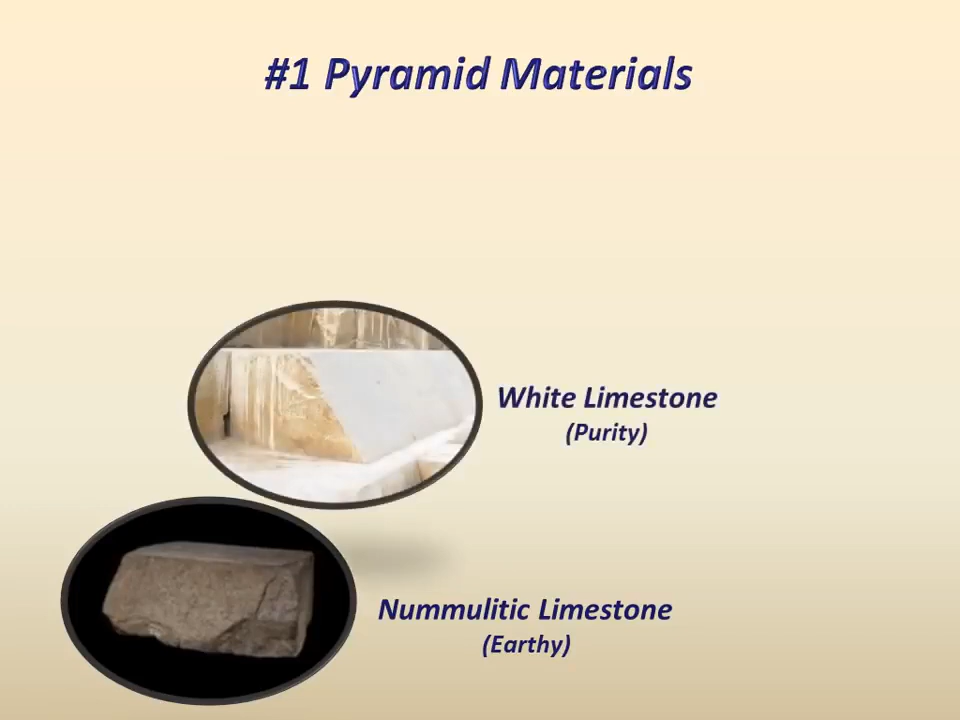 #1 Pyramid Materials
White Limestone
(Purity)
Nummulitic Limestone
(Earthy)